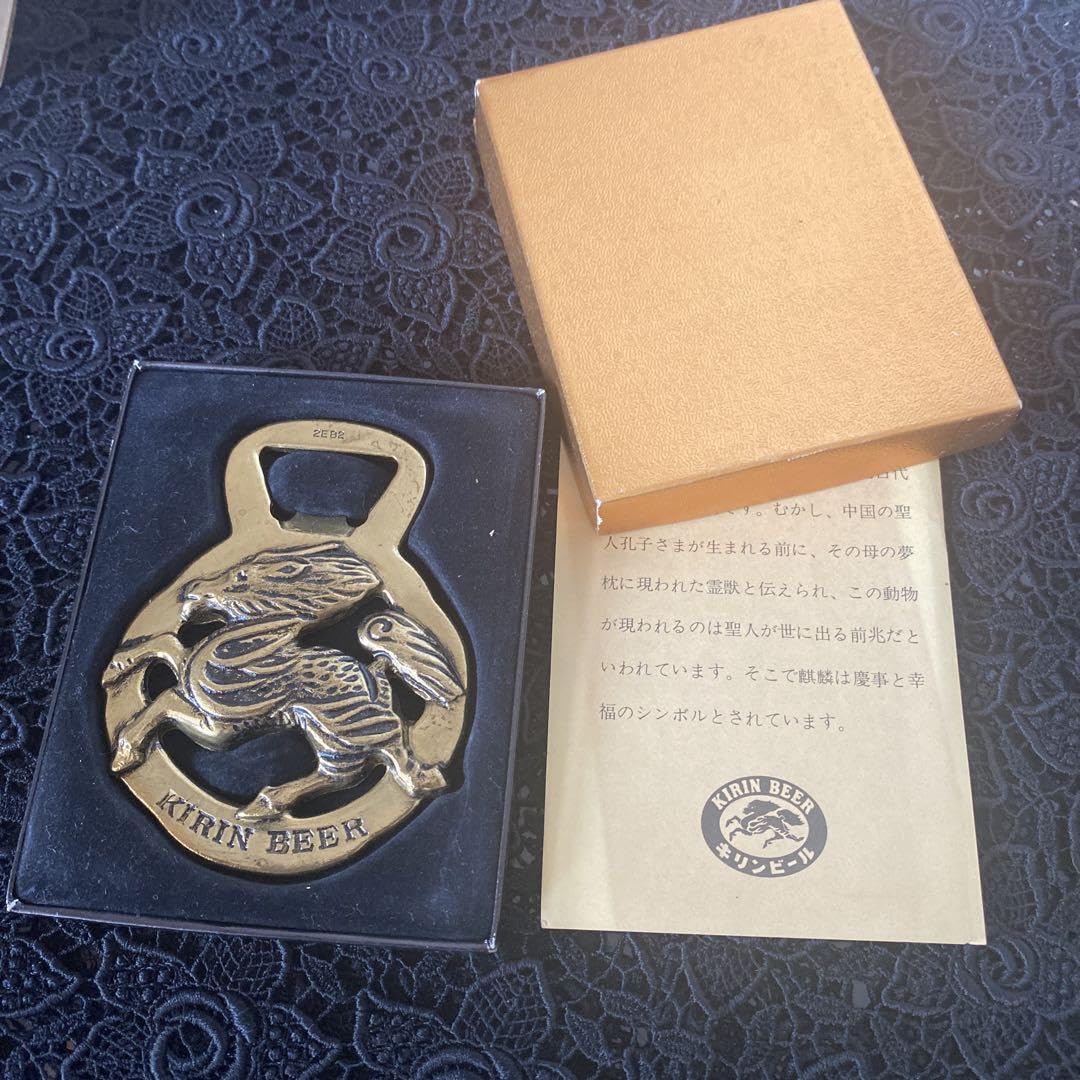 2EB2
KIRIN BEER
古代
です。むかし、中国の聖
人孔子さまが生まれる前に、その母の夢
枕に現われた霊獣と伝えられ、この動物
が現われるのは聖人が世に出る前兆だと
いわれています。そこで麒麟は慶事と幸
福のシンボルとされています。
KIRIN BEER
キリンビール